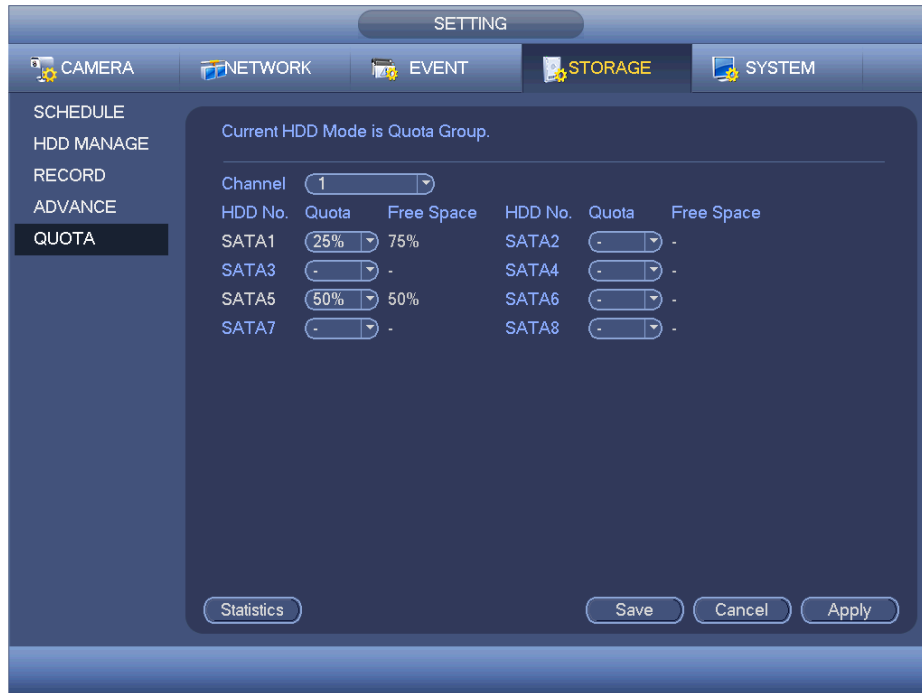 SETTING
CAMERA NETWORK EVENT STORAGE SYSTEM
SCHEDULE
HDD MANAGE
RECORD
ADVANCE
QUOTA
Current HDD Mode is Quota Group.
Channel 1
HDD No. Quota Free Space HDD No. Quota Free Space
SATA1 25% 75% SATA2 - -
SATA3 - - SATA4 - -
SATA5 50% 50% SATA6 - -
SATA7 - - SATA8 - -
Statistics Save Cancel Apply